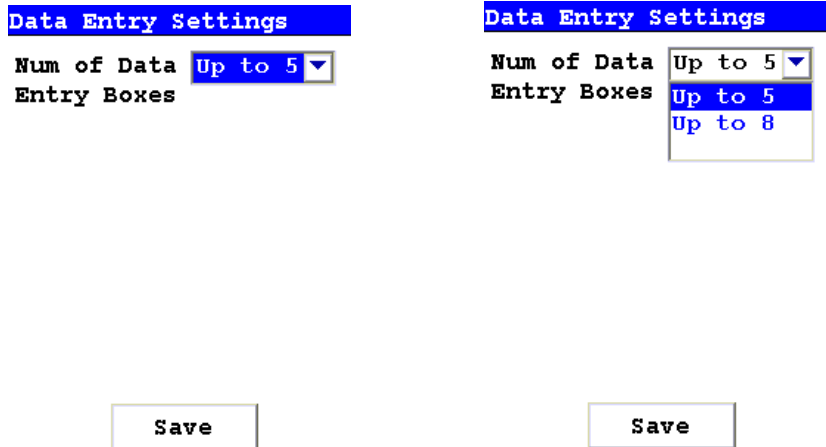 Data Entry Settings
Num of Data Up to 5
Entry Boxes
Save
Data Entry Settings
Num of Data Up to 5
Entry Boxes Up to 5
Up to 8
Save